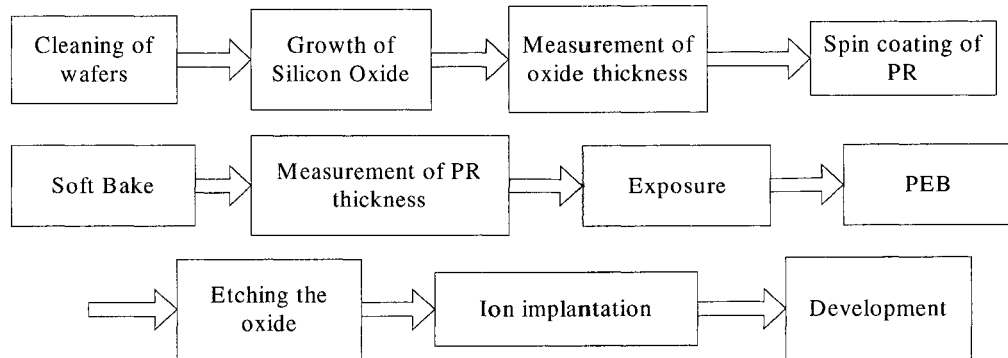 Cleaning of
wafers
Growth of
Silicon Oxide
Measurement of
oxide thickness
Spin coating of
PR
Soft Bake
Measurement of PR
thickness
Exposure
PEB
Etching the
oxide
Ion implantation
Development